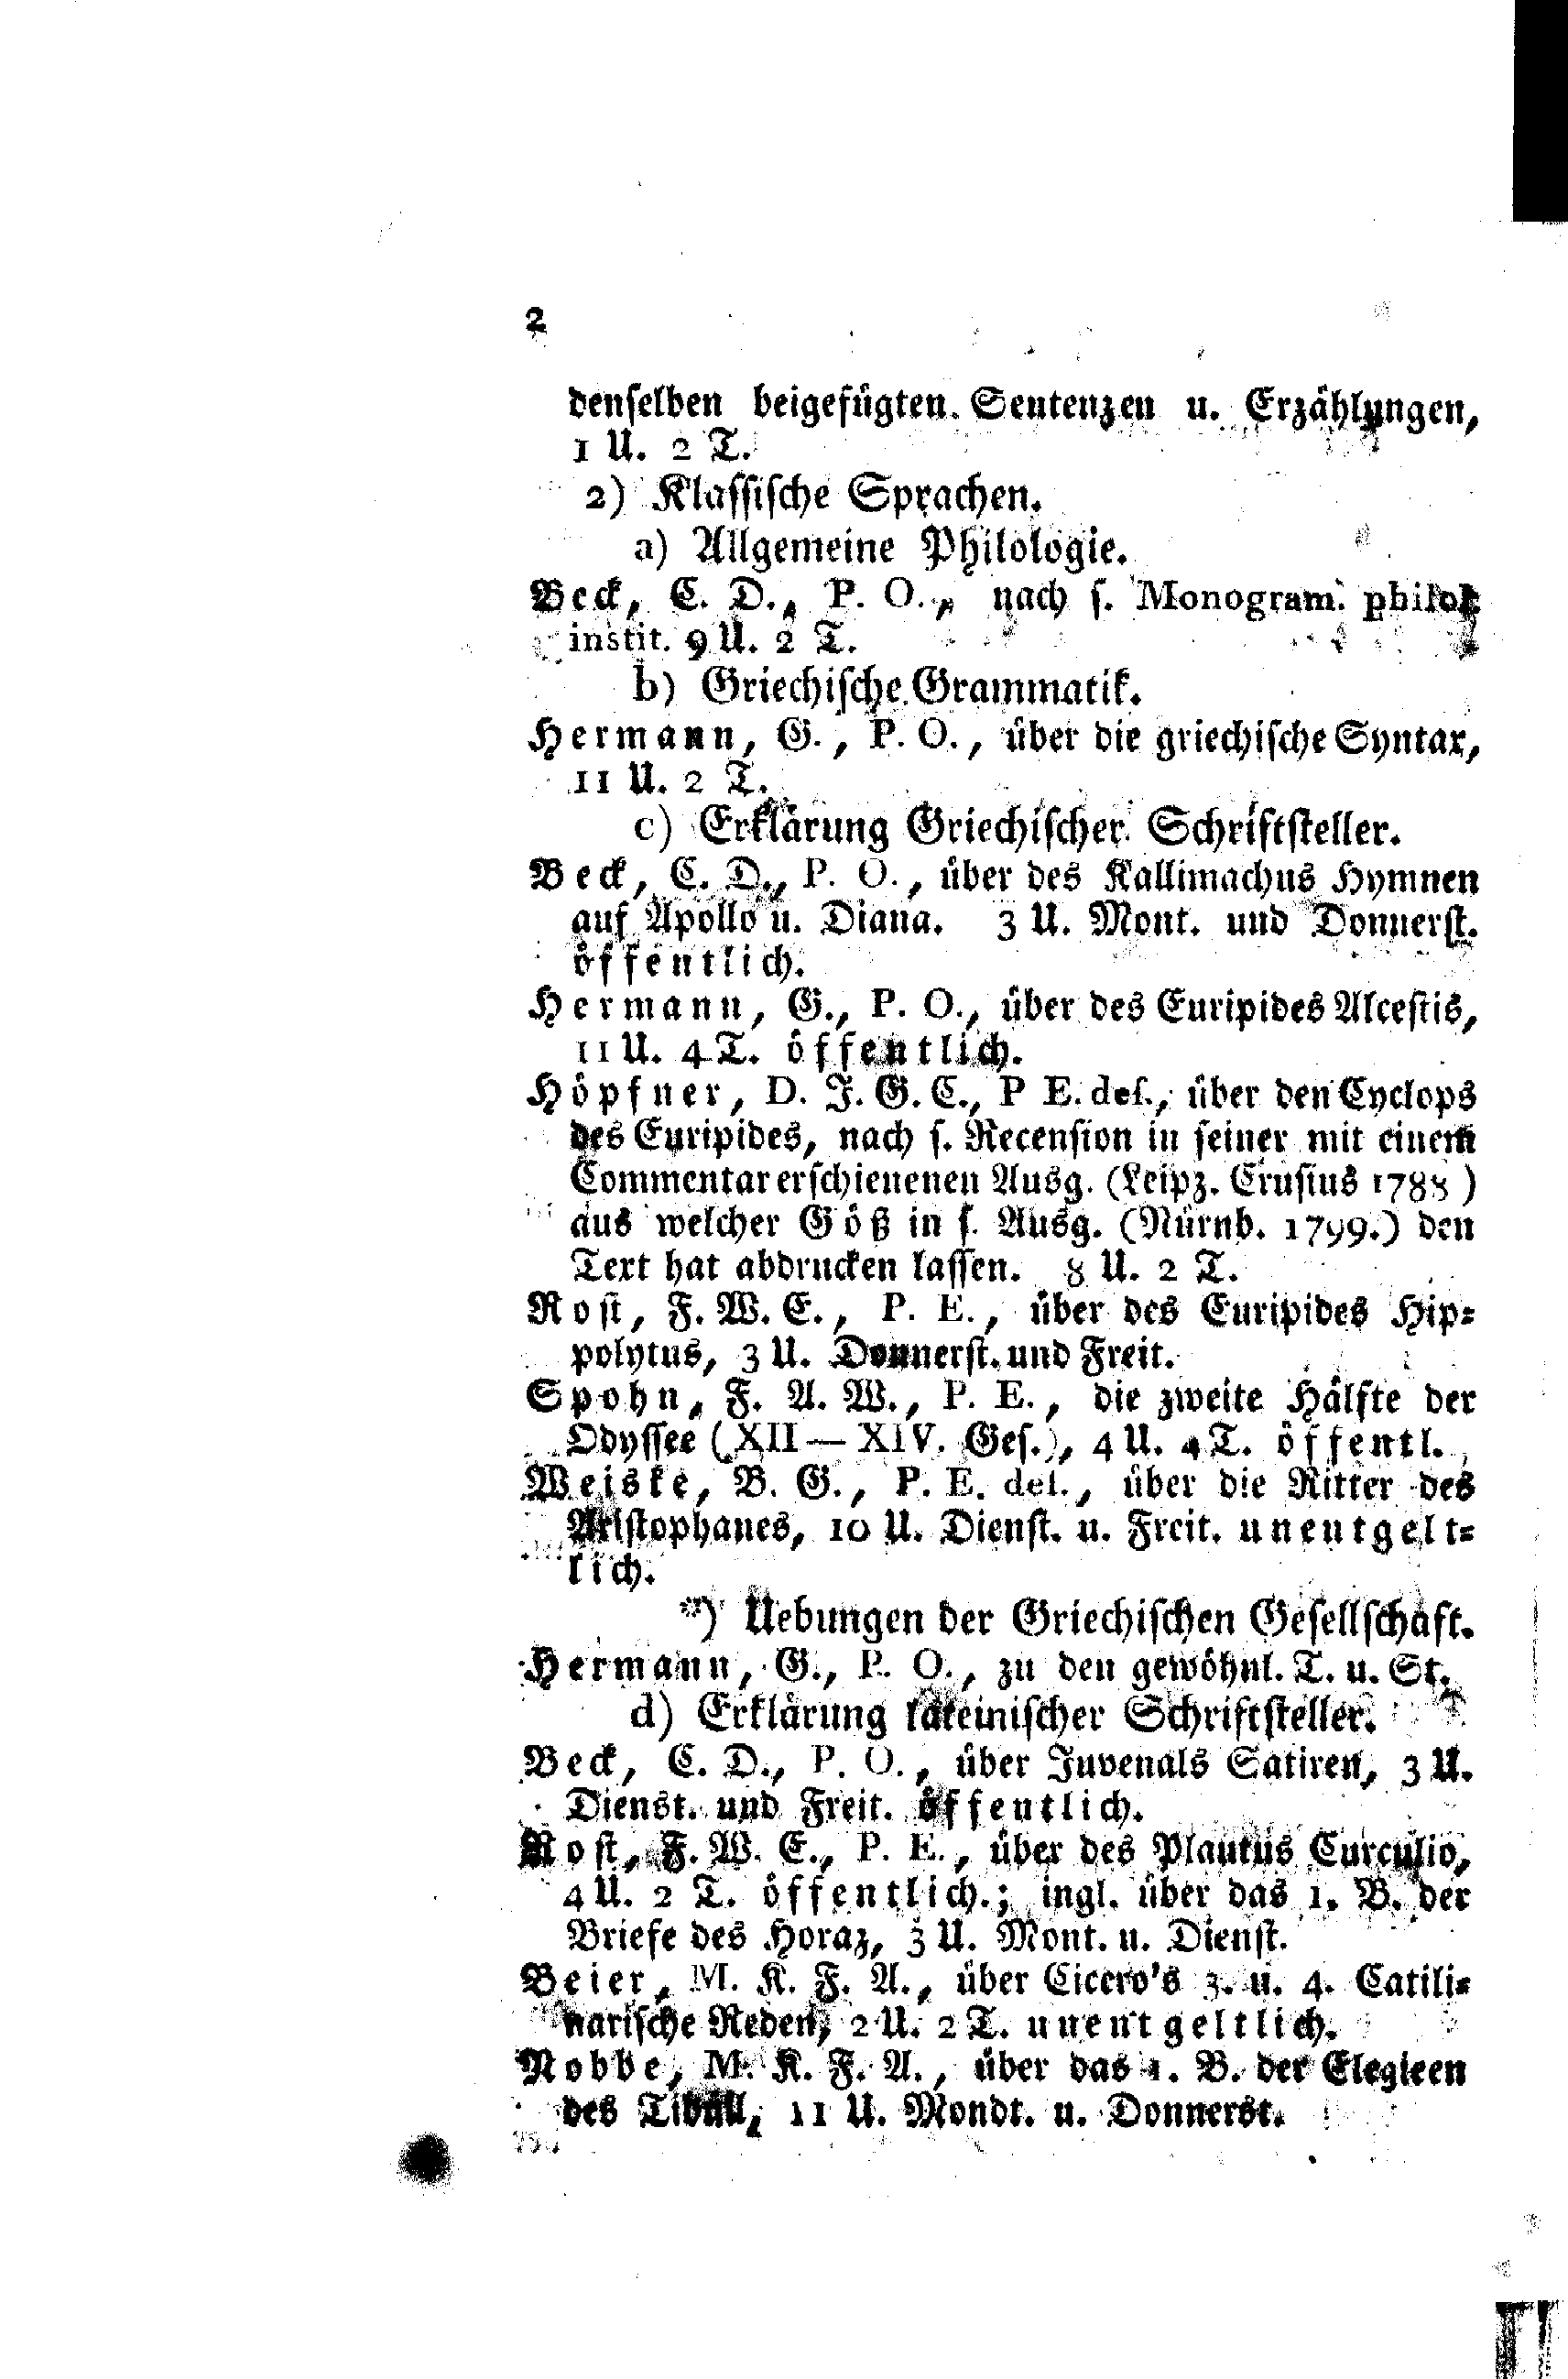 2
denselben beigefügten Sentenzen u. Erzählungen,
1 U. 2 T.
2) Klassische Sprachen.
a) Allgemeine Philologie.
Beck, C. D., P. O., nach s. Monogram. philol.
instit. 9 U. 2 T.
b) Griechische Grammatik.
Hermann, G., P. O., über die griechische Syntax,
11 U. 2 T.
c) Erklärung Griechischer Schriftsteller.
Beck, C. D., P. O., über des Kallimachus Hymnen
auf Apollo u. Diana. 3 U. Mont. und Donnerst.
öffentlich.
Hermann, G., P. O., über des Euripides Alcestis,
11 U. 4 T. öffentlich.
Höpfner, D. J. G. C., P E. des., über den Cyclops
des Euripides, nach s. Recension in seiner mit einem
Commentar erschienenen Ausg. (Leipz. Crusius 1788)
aus welcher Göß in s. Ausg. (Nürnb. 1799.) den
Text hat abdrucken lassen. 8 U. 2 T.
Rost, F. W. E., P. E., über des Euripides Hip=
polytus, 3 U. Donnerst. und Freit.
Spohn, F. A. W., P. E., die zweite Hälfte der
Odyssee (XII — XIV. Ges.), 4 U. 4 T. öffentl.
Weiske, B. G., P. E. des., über die Ritter des
Aristophanes, 10 U. Dienst. u. Freit. unentgelt=
lich.
*) Uebungen der Griechischen Gesellschaft.
Hermann, G., P. O., zu den gewöhnl. T. u. St.
d) Erklärung lateinischer Schriftsteller.
Beck, C. D., P. O., über Juvenals Satiren, 3 U.
Dienst. und Freit. öffentlich.
Rost, F. W. E., P. E., über des Plautus Curculio,
4 U. 2 T. öffentlich.; ingl. über das 1. B. der
Briefe des Horaz, 3 U. Mont. u. Dienst.
Beier, M. K. F. A., über Cicero's 3. u. 4. Catili=
narische Reden, 2 U. 2 T. unentgeltlich.
Nobbe, M. K. F. A., über das 1. B. der Elegieen
des Tibull, 11 U. Mondt. u. Donnerst.